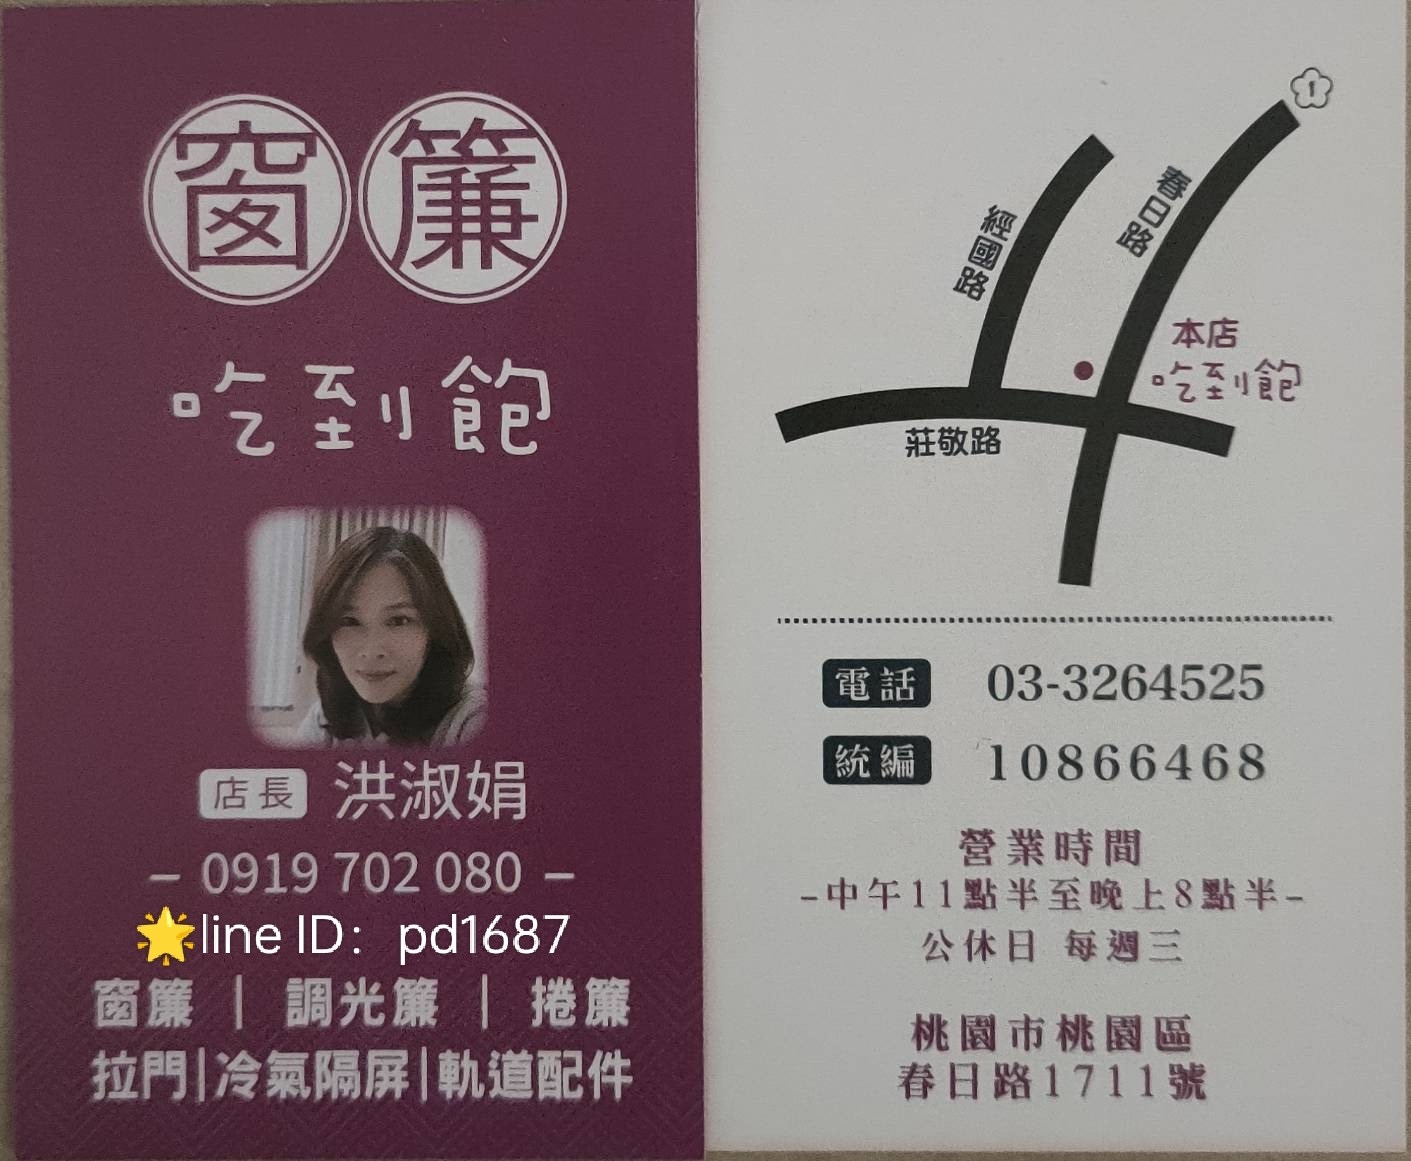 窗簾
吃到飽
店長 洪淑娟
– 0919 702 080 –
🌟line ID：pd1687
窗簾 | 調光簾 | 捲簾
拉門|冷氣隔屏|軌道配件
1
春日路
經國路
本店
吃到飽
莊敬路
電話 03-3264525
統編 10866468
營業時間
–中午11點半至晚上8點半–
公休日 每週三
桃園市桃園區
春日路1711號